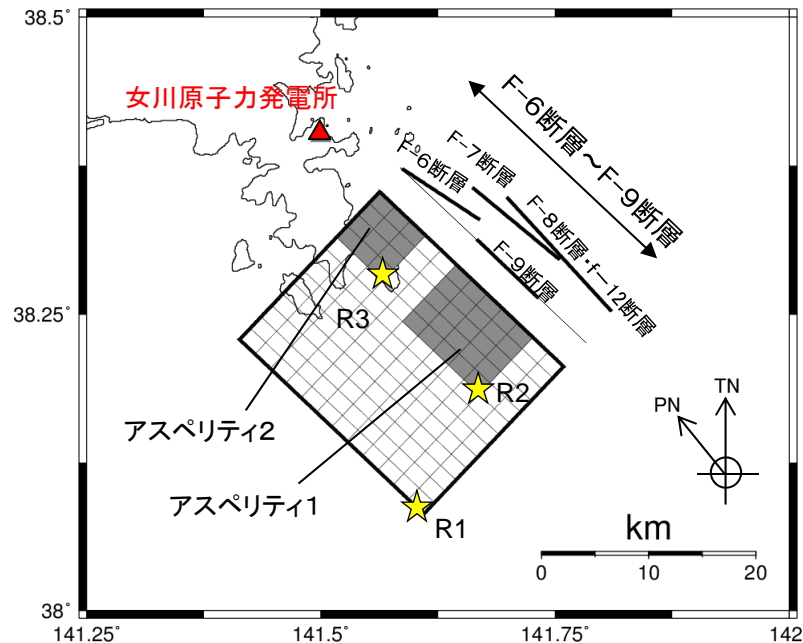 38.5˚
女川原子力発電所
F-6断層～F-9断層
F-7断層
F-6断層
F-8断層・f-12断層
F-9断層
38.25˚
R3
R2
アスペリティ2
アスペリティ1
R1
PN
TN
km
0
10
20
38˚
141.25˚
141.5˚
141.75˚
142